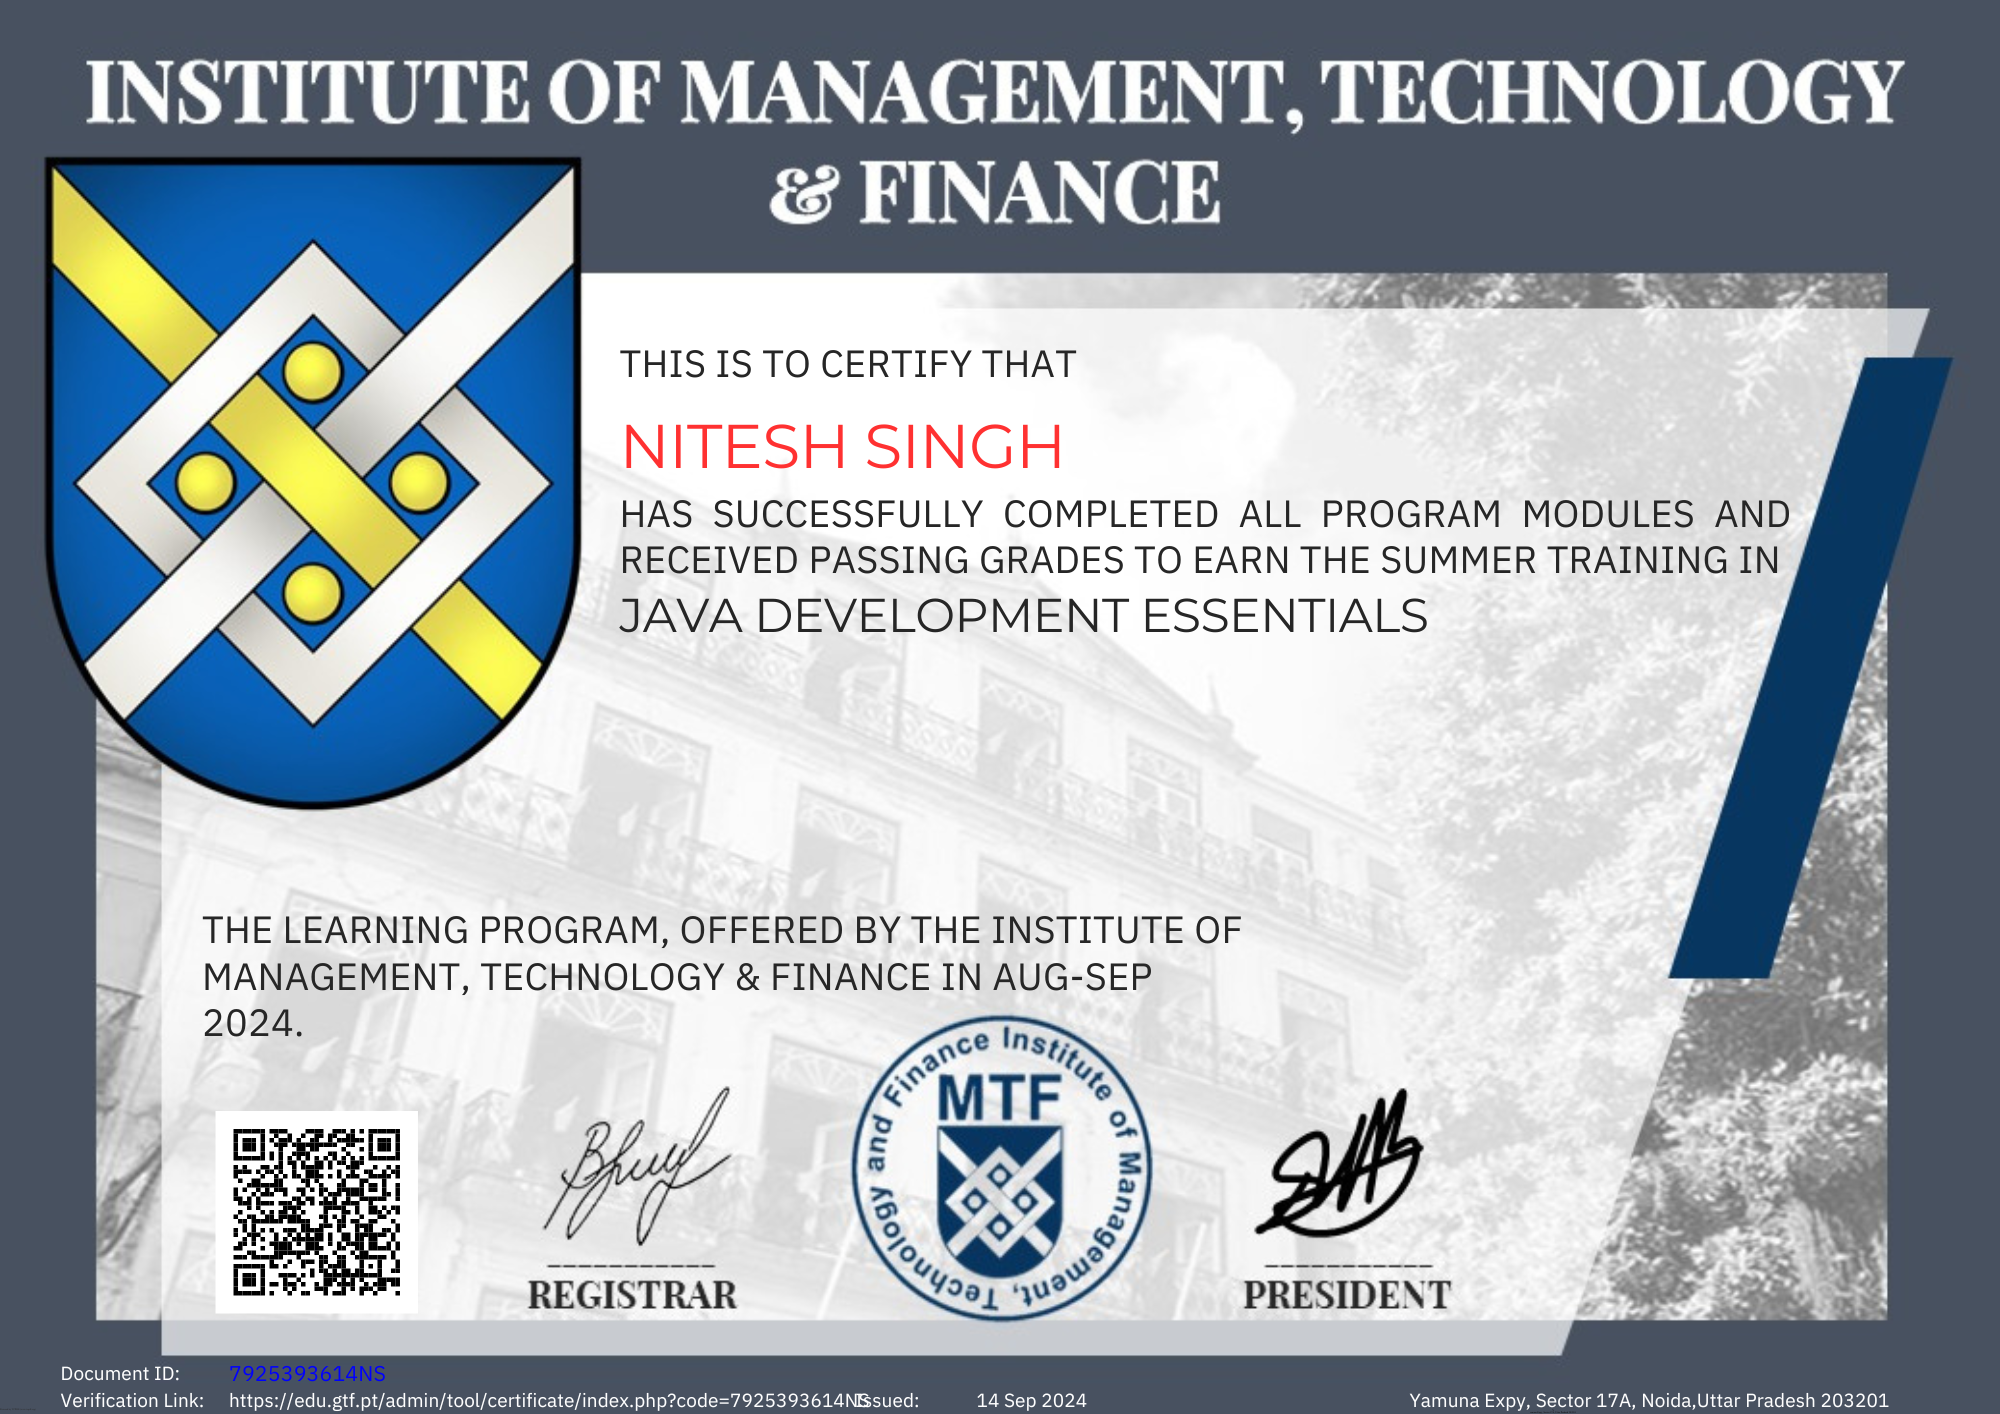 INSTITUTE OF MANAGEMENT, TECHNOLOGY
& FINANCE
THIS IS TO CERTIFY THAT
NITESH SINGH
HAS SUCCESSFULLY COMPLETED ALL PROGRAM MODULES AND
RECEIVED PASSING GRADES TO EARN THE SUMMER TRAINING IN
JAVA DEVELOPMENT ESSENTIALS
THE LEARNING PROGRAM, OFFERED BY THE INSTITUTE OF
MANAGEMENT, TECHNOLOGY & FINANCE IN AUG-SEP
2024.
Institute of Management, Technology and Finance
MTF
REGISTRAR
PRESIDENT
Document ID: 7925393614NS
Verification Link: https://edu.gtf.pt/admin/tool/certificate/index.php?code=7925393614NS Issued: 14 Sep 2024 Yamuna Expy, Sector 17A, Noida,Uttar Pradesh 203201